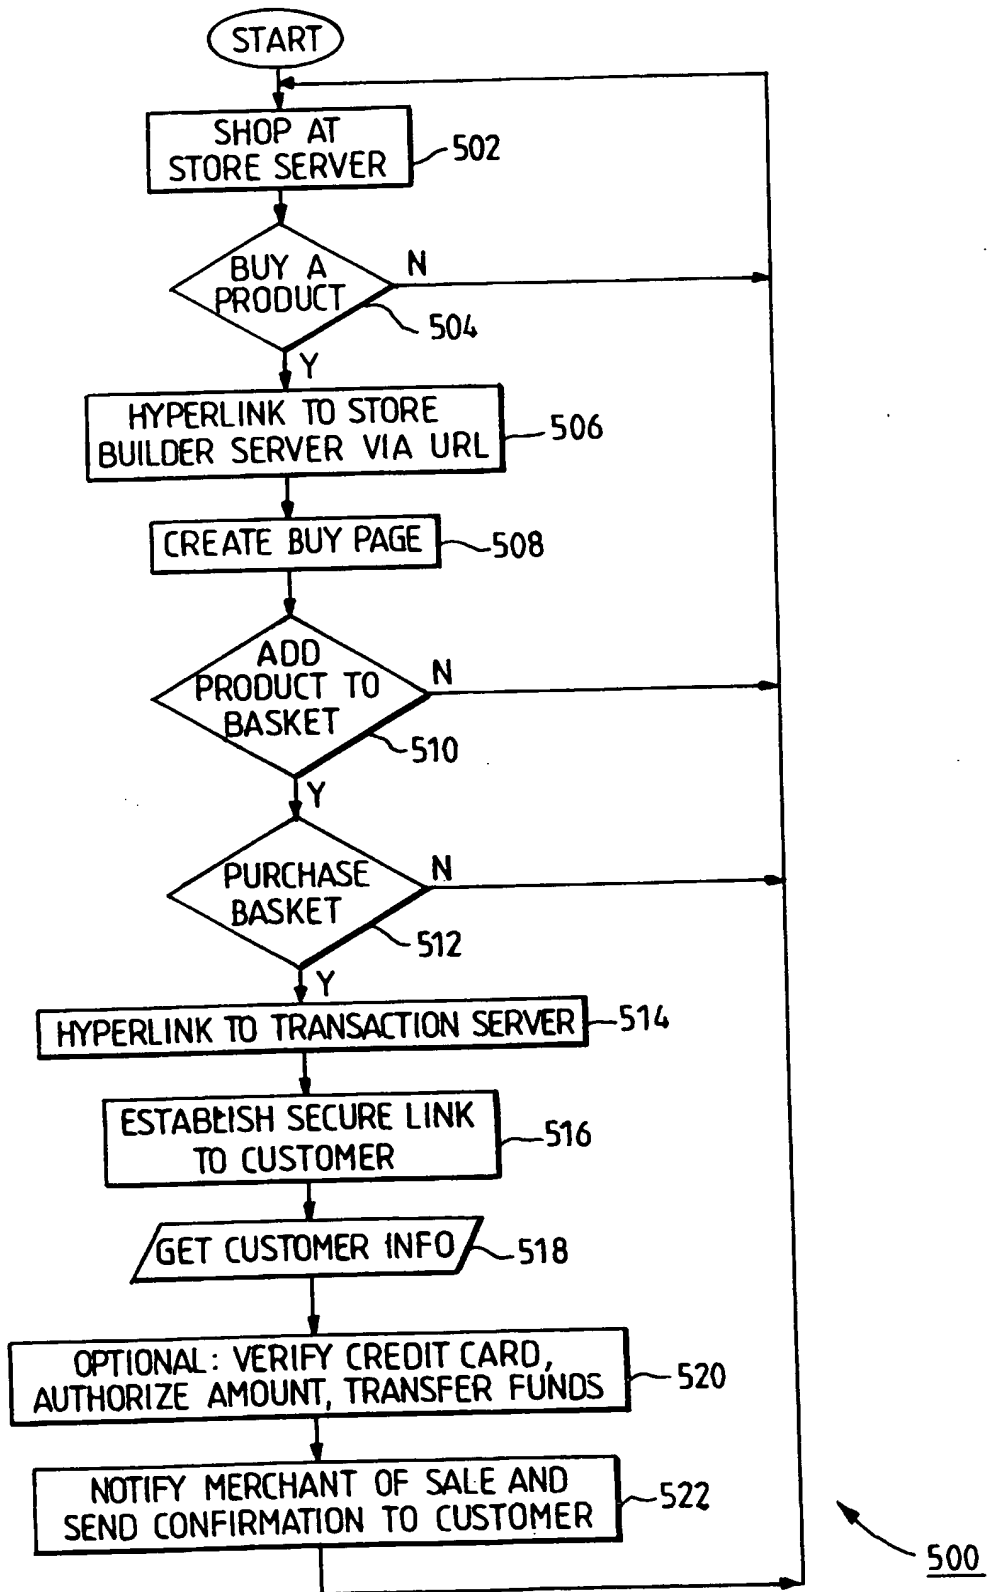 START
SHOP AT
STORE SERVER
502
BUY A
PRODUCT
N
504
Y
HYPERLINK TO STORE
BUILDER SERVER VIA URL
506
CREATE BUY PAGE
508
ADD
PRODUCT TO
BASKET
N
510
Y
PURCHASE
BASKET
N
512
Y
HYPERLINK TO TRANSACTION SERVER
514
ESTABLISH SECURE LINK
TO CUSTOMER
516
GET CUSTOMER INFO
518
OPTIONAL: VERIFY CREDIT CARD,
AUTHORIZE AMOUNT, TRANSFER FUNDS
520
NOTIFY MERCHANT OF SALE AND
SEND CONFIRMATION TO CUSTOMER
522
500